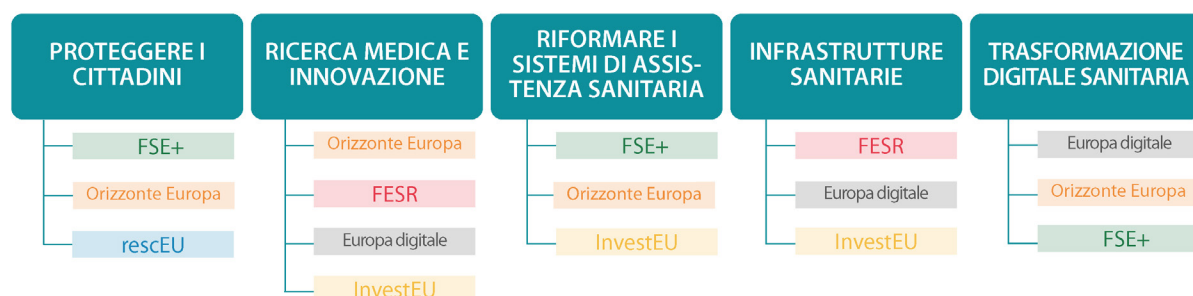 PROTEGGERE I
CITTADINI
FSE+
Orizzonte Europa
rescEU
RICERCA MEDICA E
INNOVAZIONE
Orizzonte Europa
FESR
Europa digitale
InvestEU
RIFORMARE I
SISTEMI DI ASSIS-
TENZA SANITARIA
FSE+
Orizzonte Europa
InvestEU
INFRASTRUTTURE
SANITARIE
FESR
Europa digitale
InvestEU
TRASFORMAZIONE
DIGITALE SANITARIA
Europa digitale
Orizzonte Europa
FSE+